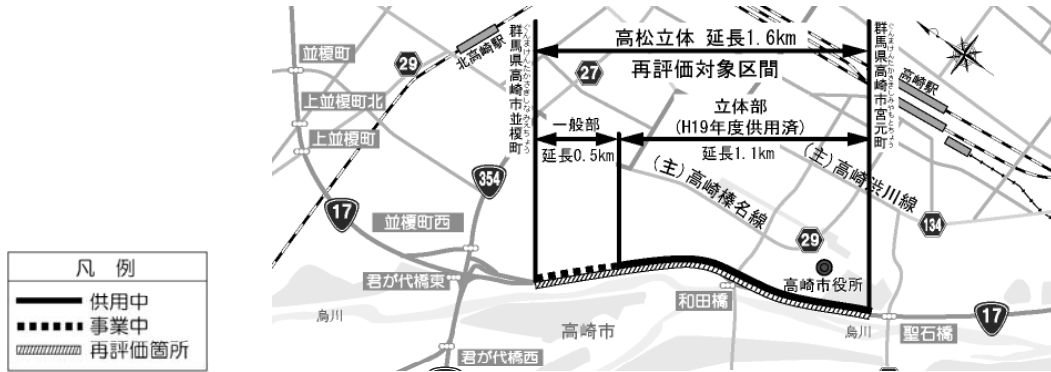 凡 例
供用中
事業中
再評価箇所
高松立体 延長1.6km
再評価対象区間
一般部
延長0.5km
立体部
(H19年度供用済)
延長1.1km
群馬県高崎市並榎町
ぐんまけんたかさきしなみえちょう
群馬県高崎市宮元町
ぐんまけんたかさきしみやもとちょう
並榎町
上並榎町北
上並榎町
29
北高崎駅
27
高崎駅
17
354
並榎町西
君が代橋東
君が代橋西
(主)高崎榛名線
(主)高崎渋川線
134
29
高崎市役所
和田橋
烏川
高崎市
烏川
聖石橋
17